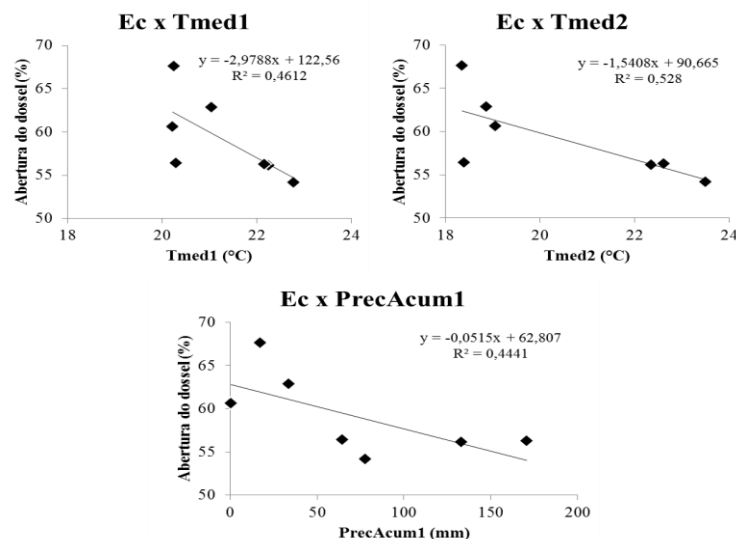 Ec x Tmed1
y = -2,9788x + 122,56
R² = 0,4612
Abertura do dossel (%)
70
65
60
55
50
18
20
22
24
Tmed1 (°C)
Ec x Tmed2
y = -1,5408x + 90,665
R² = 0,528
Abertura do dossel (%)
70
65
60
55
50
18
20
22
24
Tmed2 (°C)
Ec x PrecAcum1
y = -0,0515x + 62,807
R² = 0,4441
Abertura do dossel (%)
70
65
60
55
50
0
50
100
150
200
PrecAcum1 (mm)